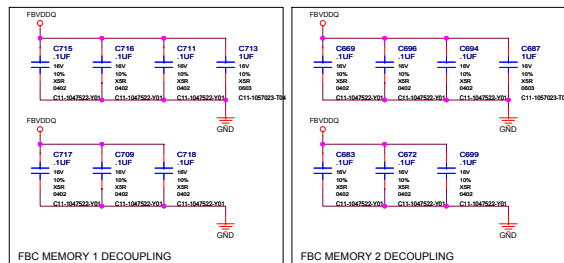 FBVDDQ
C715
.1UF
16V
10%
X5R
0402
C11-1047522-Y01
C716
.1UF
16V
10%
X5R
0402
C11-1047522-Y01
C711
.1UF
16V
10%
X5R
0402
C11-1047522-Y01
C713
.1UF
16V
10%
X5R
0603
C11-1057023-T04
GND
FBVDDQ
C717
.1UF
16V
10%
X5R
0402
C11-1047522-Y01
C709
.1UF
16V
10%
X5R
0402
C11-1047522-Y01
C718
.1UF
16V
10%
X5R
0402
C11-1047522-Y01
GND
FBC MEMORY 1 DECOUPLING
FBVDDQ
C669
.1UF
16V
10%
X5R
0402
C11-1047522-Y01
C696
.1UF
16V
10%
X5R
0402
C11-1047522-Y01
C694
.1UF
16V
10%
X5R
0402
C11-1047522-Y01
C687
1UF
16V
10%
X5R
0603
C11-1057023-T04
GND
FBVDDQ
C683
.1UF
16V
10%
X5R
0402
C11-1047522-Y01
C672
.1UF
16V
10%
X5R
0402
C11-1047522-Y01
C699
.1UF
16V
10%
X5R
0402
C11-1047522-Y01
GND
FBC MEMORY 2 DECOUPLING